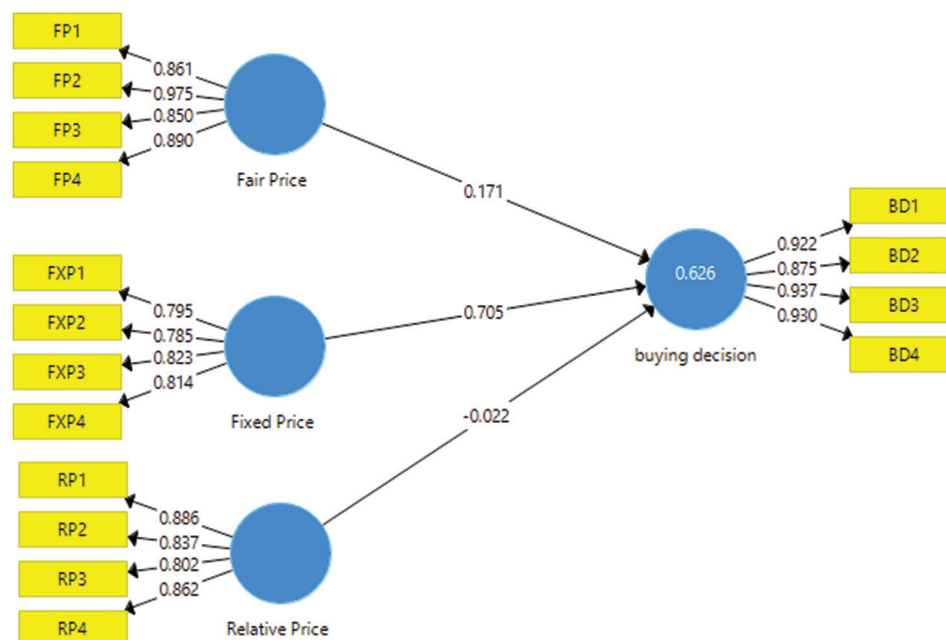 FP1
0.861
FP2
0.975
FP3
0.850
0.890
FP4
Fair Price
0.171
BD1
0.922
BD2
0.626
0.875
0.937
BD3
0.930
buying decision
BD4
FXP1
0.795
FXP2
0.785
0.705
FXP3
0.823
0.814
FXP4
Fixed Price
-0.022
RP1
0.886
RP2
0.837
0.802
RP3
0.862
RP4
Relative Price